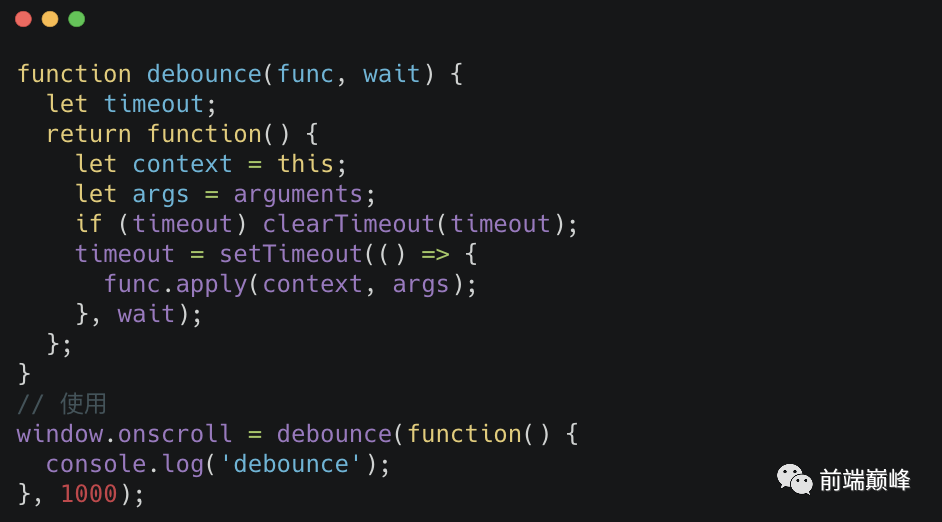 function debounce(func, wait) {
  let timeout;
  return function() {
    let context = this;
    let args = arguments;
    if (timeout) clearTimeout(timeout);
    timeout = setTimeout(() => {
      func.apply(context, args);
    }, wait);
  };
}
// 使用
window.onscroll = debounce(function() {
  console.log('debounce');
}, 1000);
前端巅峰